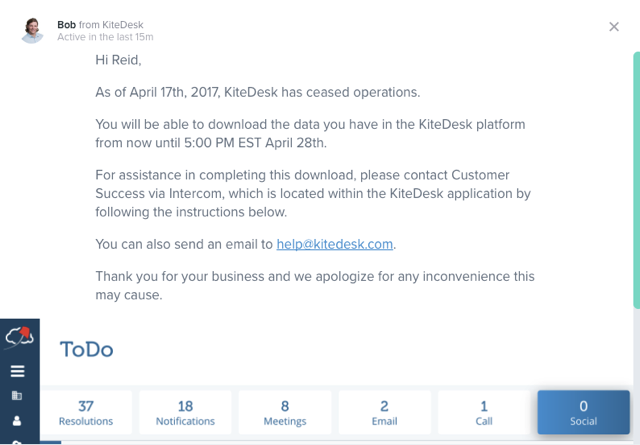 Bob from KiteDesk
Active in the last 15m
Hi Reid,
As of April 17th, 2017, KiteDesk has ceased operations.
You will be able to download the data you have in the KiteDesk platform
from now until 5:00 PM EST April 28th.
For assistance in completing this download, please contact Customer
Success via Intercom, which is located within the KiteDesk application by
following the instructions below.
You can also send an email to help@kitedesk.com.
Thank you for your business and we apologize for any inconvenience this
may cause.
ToDo
37 18 8 2 1 0
Resolutions Notifications Meetings Email Call Social